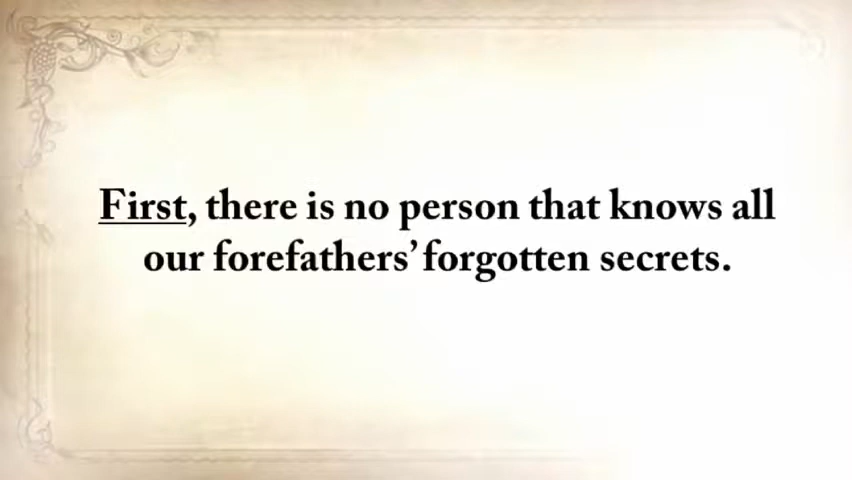 First, there is no person that knows all
our forefathers’ forgotten secrets.